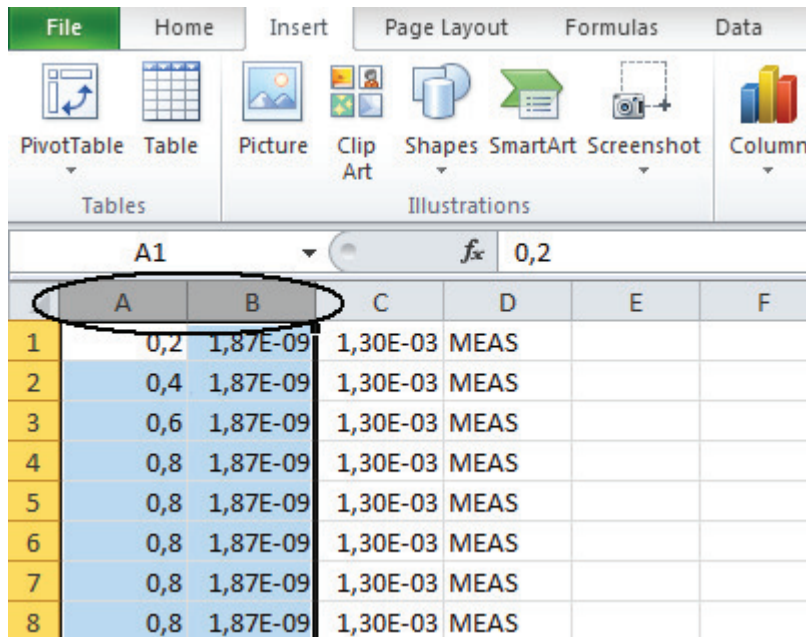 File Home Insert Page Layout Formulas Data
PivotTable Table Picture Clip Art Shapes SmartArt Screenshot Column
Tables Illustrations
A1 fx 0,2
A B C D E F
1 0,2 1,87E-09 1,30E-03 MEAS
2 0,4 1,87E-09 1,30E-03 MEAS
3 0,6 1,87E-09 1,30E-03 MEAS
4 0,8 1,87E-09 1,30E-03 MEAS
5 0,8 1,87E-09 1,30E-03 MEAS
6 0,8 1,87E-09 1,30E-03 MEAS
7 0,8 1,87E-09 1,30E-03 MEAS
8 0,8 1,87E-09 1,30E-03 MEAS